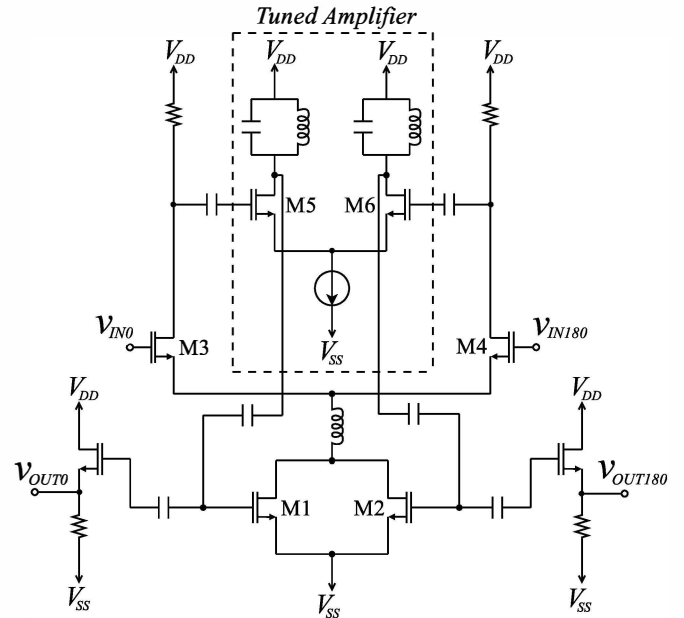 Tuned Amplifier
VDD VDD VDD VDD
M5 M6
vIN0 M3 VSS M4 vIN180
VDD VDD
vOUT0 M1 M2 vOUT180
VSS VSS VSS